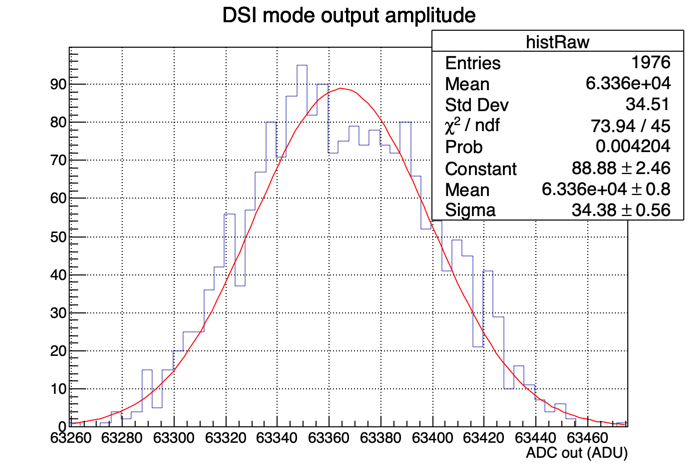 DSI mode output amplitude
histRaw
Entries 1976
Mean 6.336e+04
Std Dev 34.51
χ² / ndf 73.94 / 45
Prob 0.004204
Constant 88.88 ± 2.46
Mean 6.336e+04 ± 0.8
Sigma 34.38 ± 0.56
90
80
70
60
50
40
30
20
10
0
63260 63280 63300 63320 63340 63360 63380 63400 63420 63440 63460
ADC out (ADU)